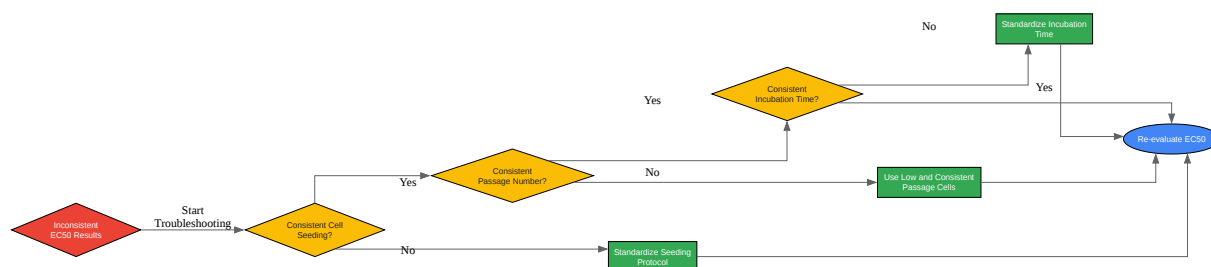 No
Standardize Incubation
Time
Consistent
Incubation Time?
Yes
Yes
Re-evaluate EC50
Consistent
Passage Number?
Yes
No
Use Low and Consistent
Passage Cells
Inconsistent
EC50 Results
Start
Troubleshooting
Consistent Cell
Seeding?
No
Standardize Seeding
Protocol